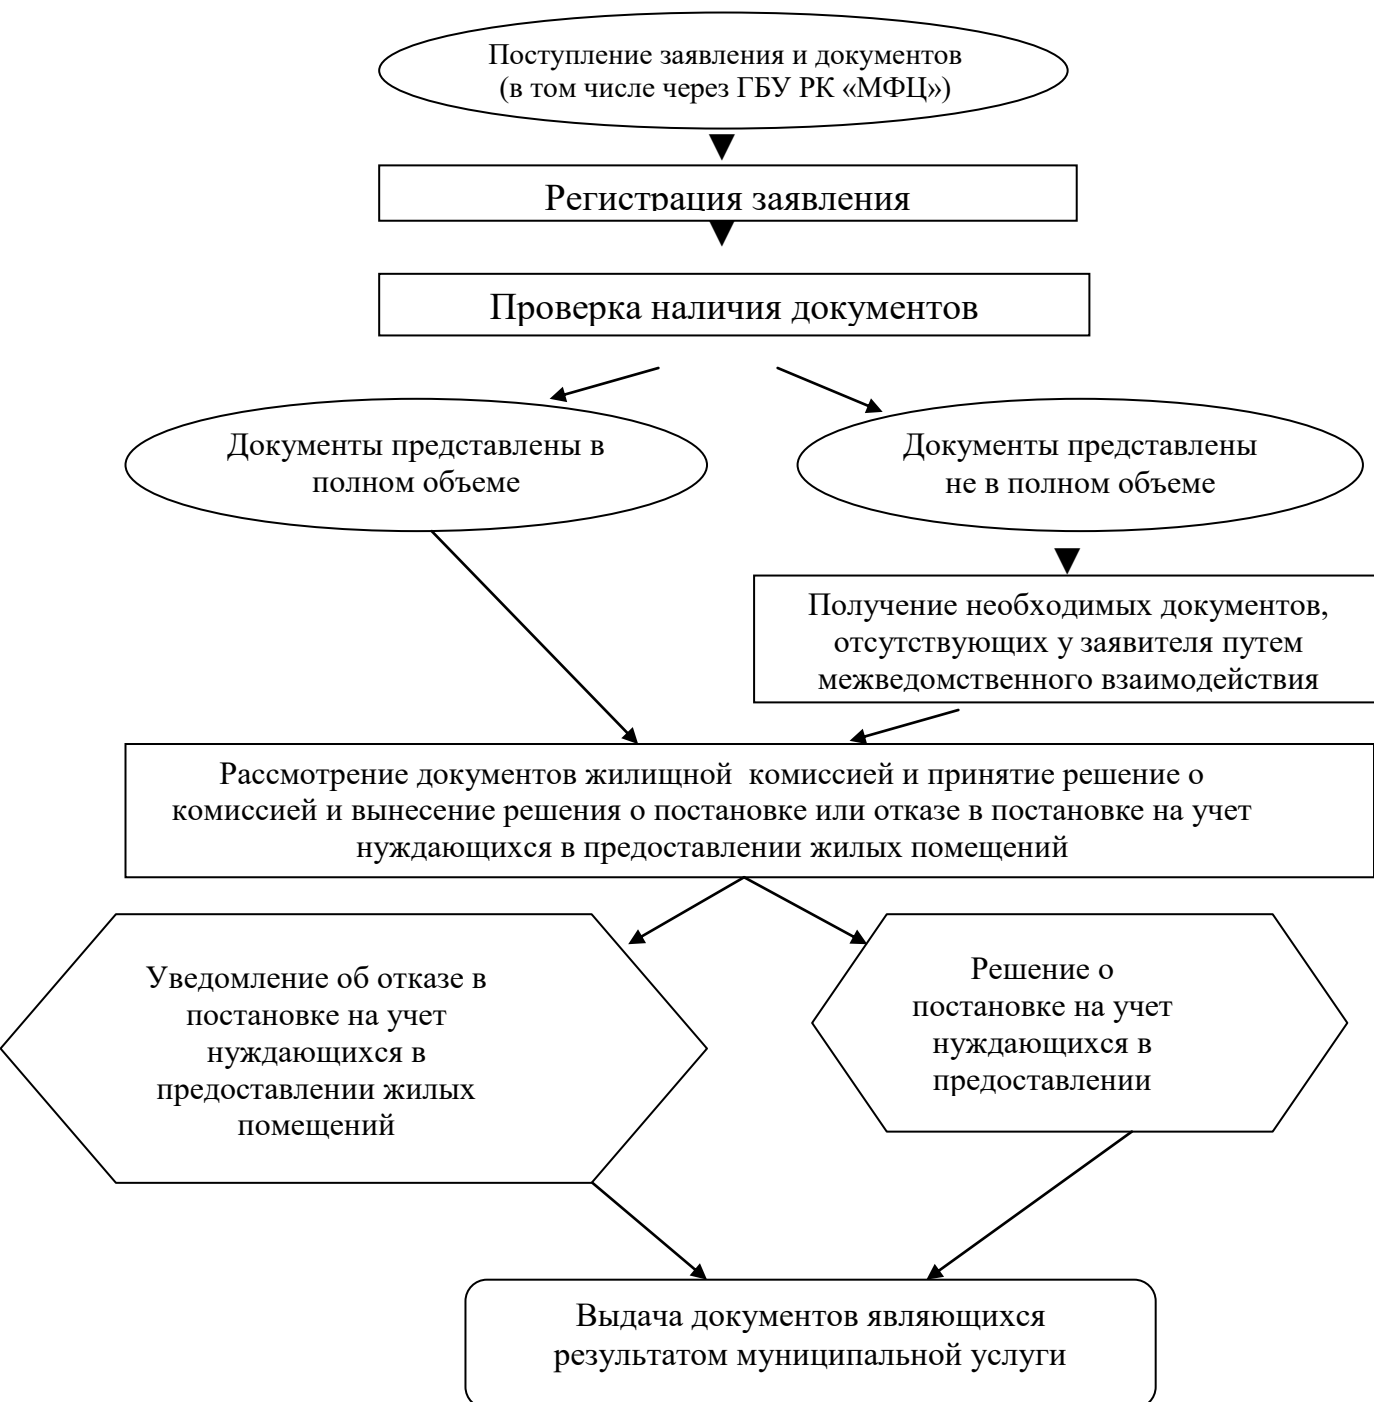 Поступление заявления и документов
(в том числе через ГБУ РК «МФЦ»)
Регистрация заявления
Проверка наличия документов
Документы представлены в
полном объеме
Документы представлены
не в полном объеме
Получение необходимых документов,
отсутствующих у заявителя путем
межведомственного взаимодействия
Рассмотрение документов жилищной  комиссией и принятие решение о
комиссией и вынесение решения о постановке или отказе в постановке на учет
нуждающихся в предоставлении жилых помещений
Уведомление об отказе в
постановке на учет
нуждающихся в
предоставлении жилых
помещений
Решение о
постановке на учет
нуждающихся в
предоставлении
Выдача документов являющихся
результатом муниципальной услуги